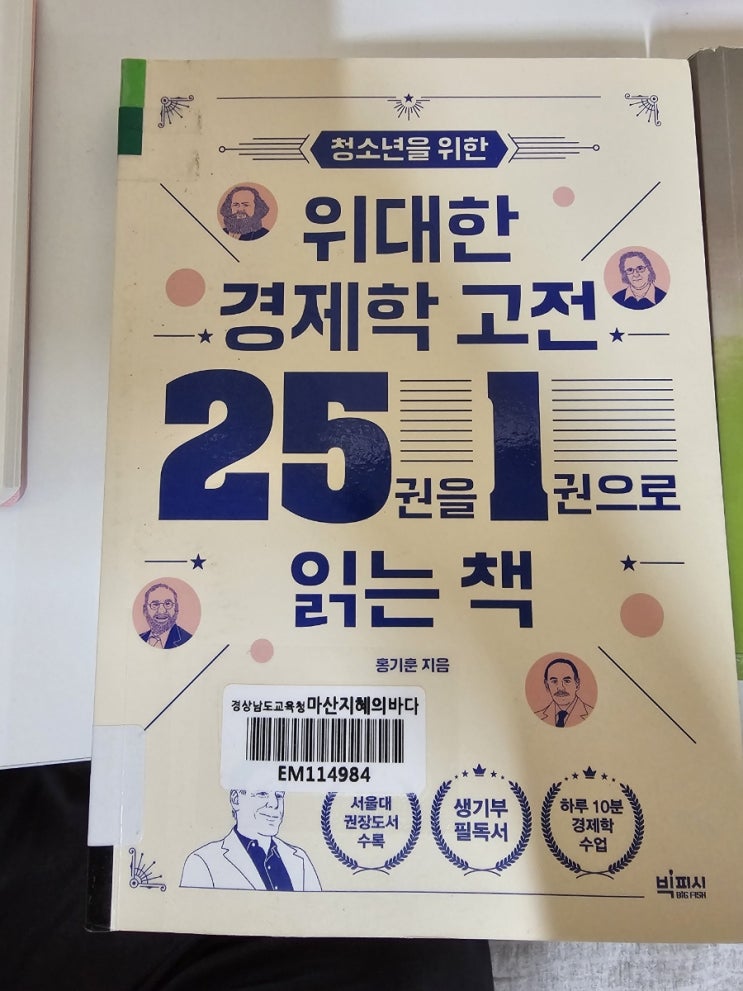 청소년을 위한
위대한
경제학 고전
25권을 1권으로
읽는 책
홍기훈 지음
경상남도교육청마산지혜의바다
EM114984
서울대
권장도서
수록
생기부
필독서
하루 10분
경제학
수업
빅피시
BIG FISH